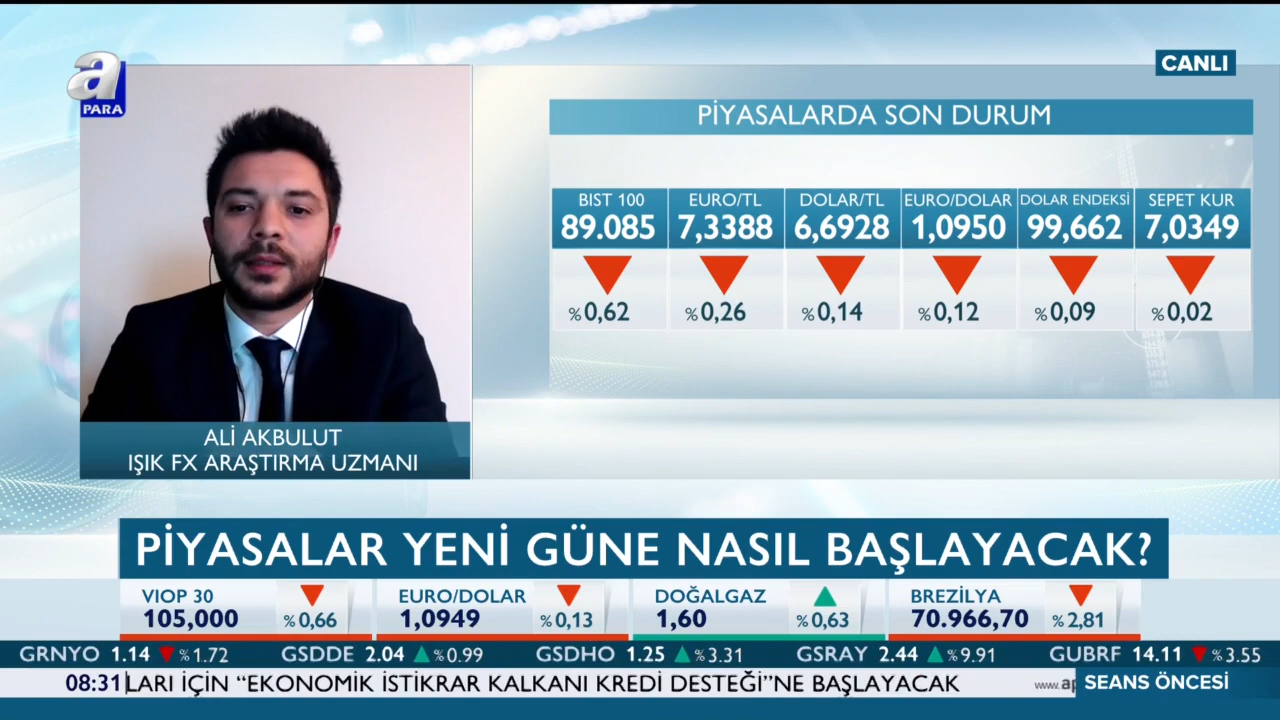 a
PARA
CANLI
PİYASALARDA SON DURUM
BIST 100 EURO/TL DOLAR/TL EURO/DOLAR DOLAR ENDEKSİ SEPET KUR
89.085 7,3388 6,6928 1,0950 99,662 7,0349
%0,62 %0,26 %0,14 %0,12 %0,09 %0,02
ALİ AKBULUT
IŞIK FX ARAŞTIRMA UZMANI
PİYASALAR YENİ GÜNE NASIL BAŞLAYACAK?
VIOP 30 EURO/DOLAR DOĞALGAZ BREZİLYA
105,000 %0,66 1,0949 %0,13 1,60 %0,63 70.966,70 %2,81
GRNYO 1.14 %1.72 GSDDE 2.04 %0.99 GSDHO 1.25 %3.31 GSRAY 2.44 %9.91 GUBRF 14.11 %3.55
08:31 LARI İÇİN “EKONOMİK İSTİKRAR KALKANI KREDİ DESTEĞİ”NE BAŞLAYACAK www.ap SEANS ÖNCESİ